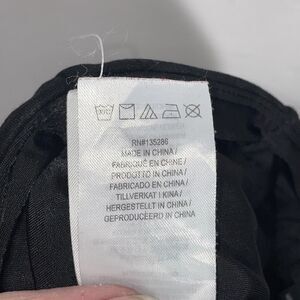 RN#135286
MADE IN CHINA/
FABRIQUÉ EN CHINE/
PRODOTTO IN CINA/
FABRICADO EN CHINA/
TILLVERKAT I KINA/
HERGESTELLT IN CHINA/
GEPRODUCEERD IN CHINA